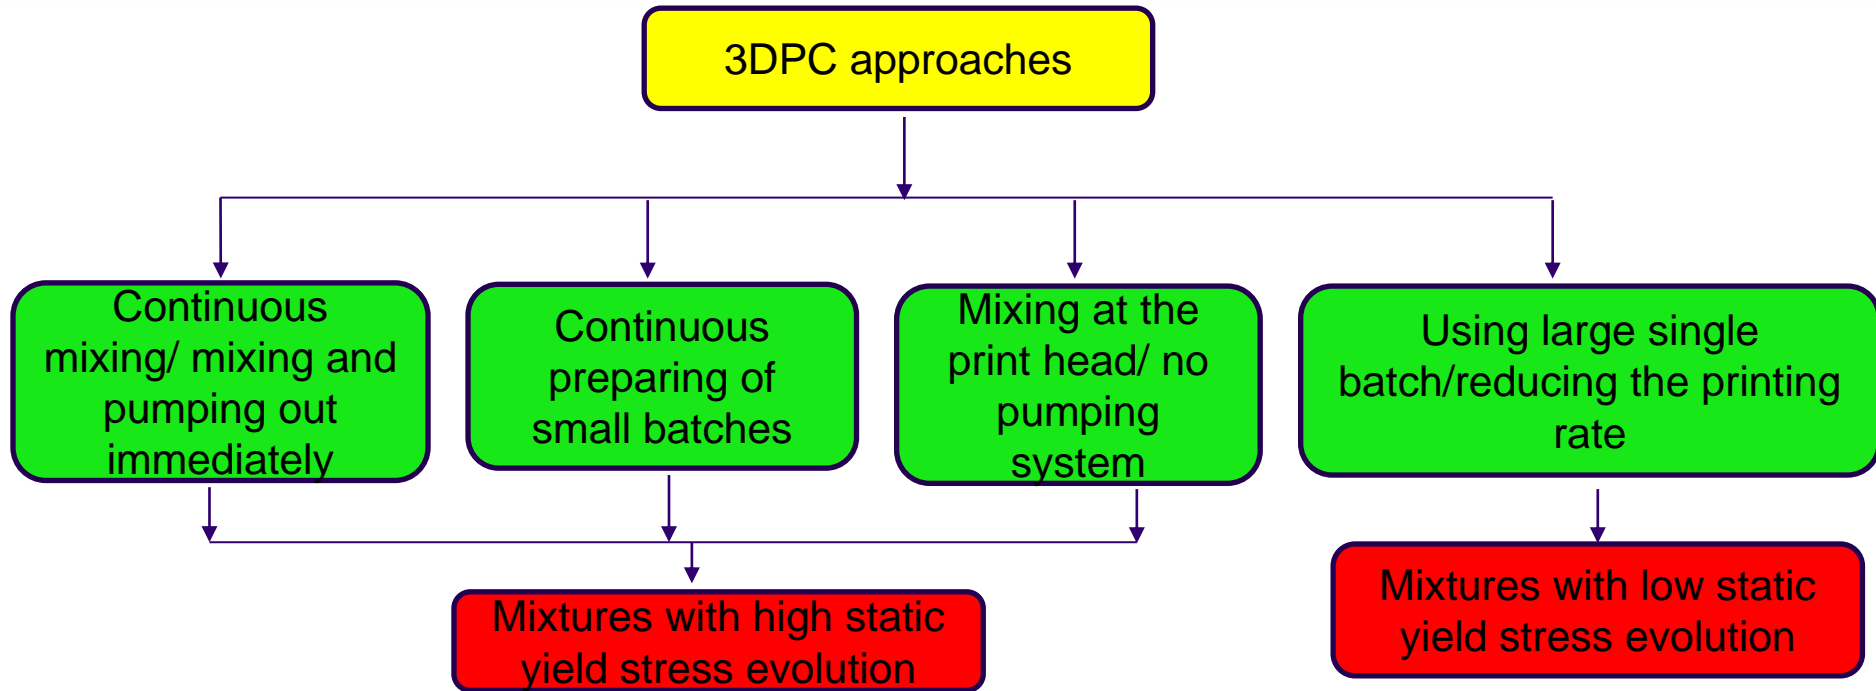 3DPC approaches
Continuous
mixing/ mixing and
pumping out
immediately
Continuous
preparing of
small batches
Mixing at the
print head/ no
pumping
system
Using large single
batch/reducing the printing
rate
Mixtures with high static
yield stress evolution
Mixtures with low static
yield stress evolution